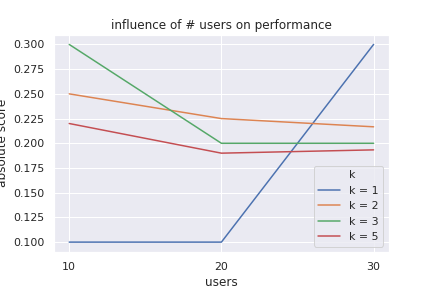 influence of # users on performance
absolute score
0.300
0.275
0.250
0.225
0.200
0.175
0.150
0.125
0.100
k
k = 1
k = 2
k = 3
k = 5
10
20
30
users